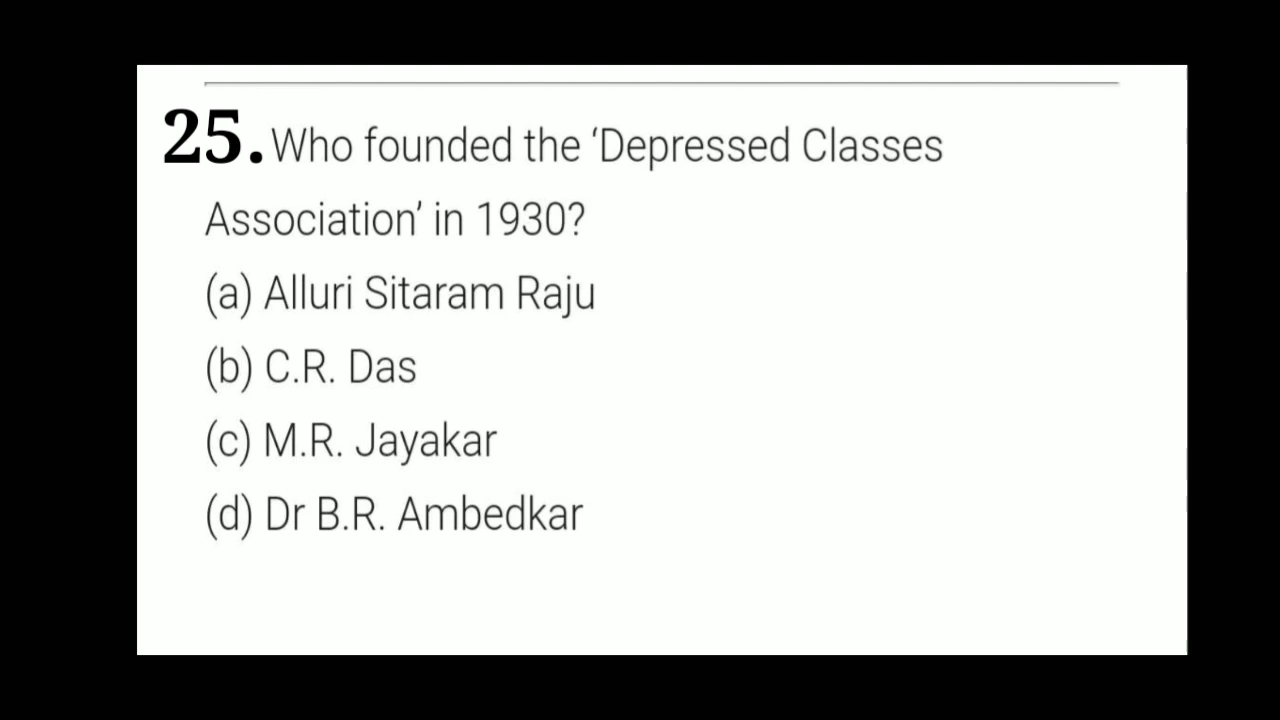 25. Who founded the ‘Depressed Classes
Association’ in 1930?
(a) Alluri Sitaram Raju
(b) C.R. Das
(c) M.R. Jayakar
(d) Dr B.R. Ambedkar